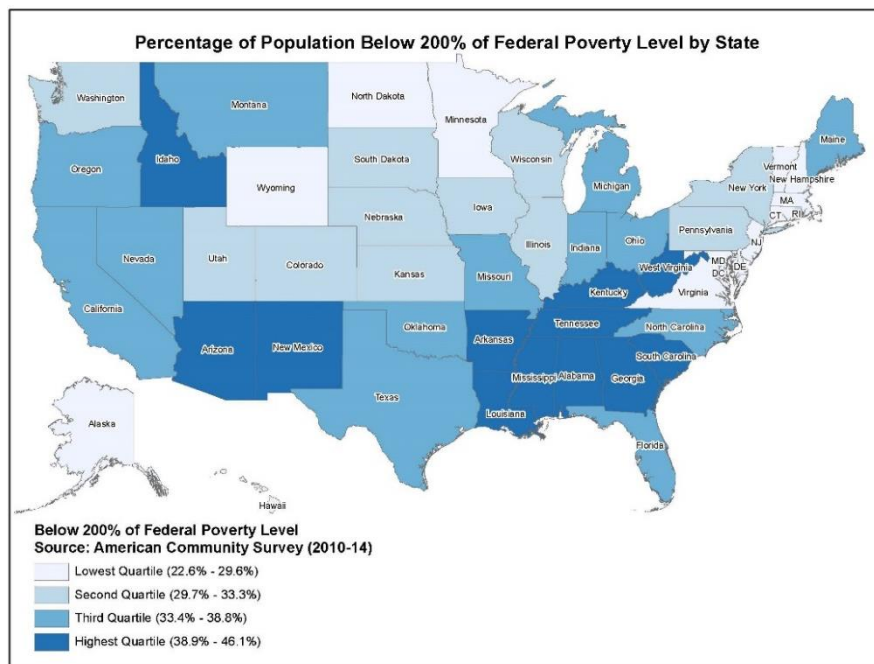 Percentage of Population Below 200% of Federal Poverty Level by State
Washington
Montana
North Dakota
Minnesota
Maine
Oregon
Idaho
Wyoming
South Dakota
Wisconsin
Michigan
Vermont
New Hampshire
New York
MA
CT
RI
Nebraska
Iowa
Pennsylvania
NJ
Nevada
Utah
Colorado
Kansas
Illinois
Indiana
Ohio
MD
DE
DC
West Virginia
Virginia
California
Missouri
Kentucky
Arizona
New Mexico
Oklahoma
Arkansas
Tennessee
North Carolina
South Carolina
Texas
Louisiana
Mississippi
Alabama
Georgia
Florida
Alaska
Hawaii
Below 200% of Federal Poverty Level
Source: American Community Survey (2010-14)
Lowest Quartile (22.6% - 29.6%)
Second Quartile (29.7% - 33.3%)
Third Quartile (33.4% - 38.8%)
Highest Quartile (38.9% - 46.1%)